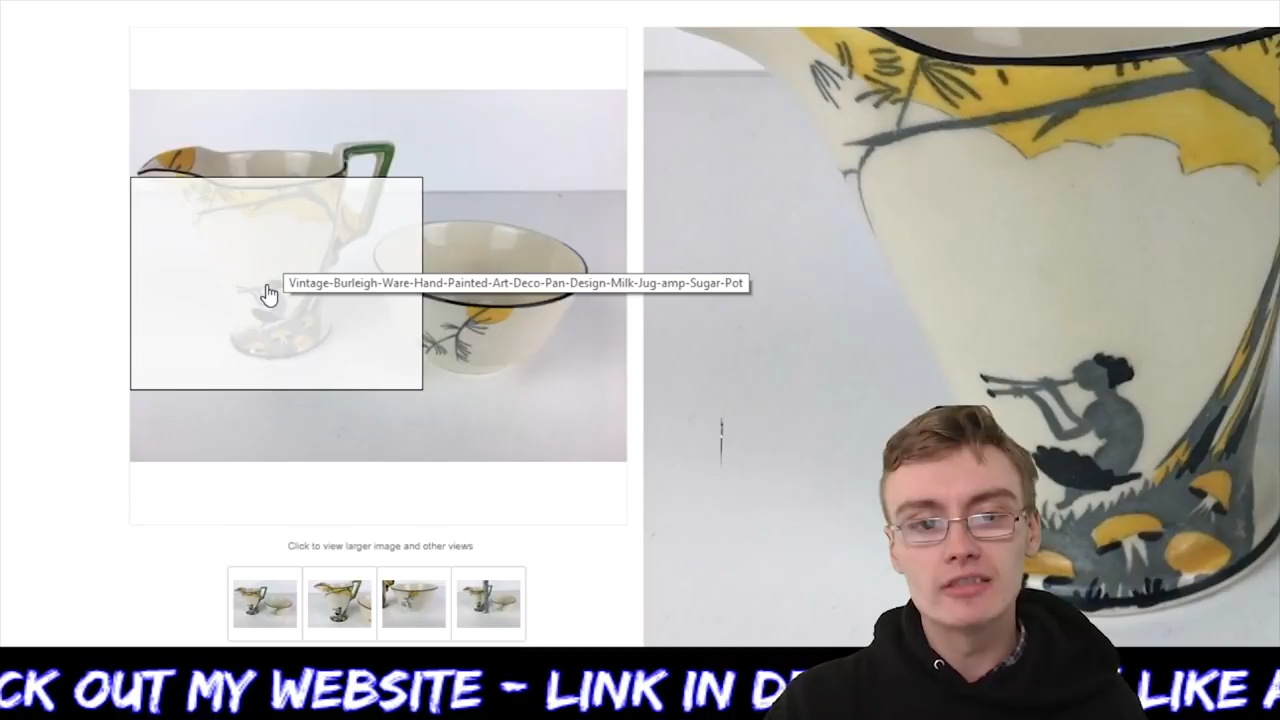 Vintage-Burleigh-Ware-Hand-Painted-Art-Deco-Pan-Design-Milk-Jug-amp-Sugar-Pot
Click to view larger image and other views
CK OUT MY WEBSITE - LINK IN D LIKE A